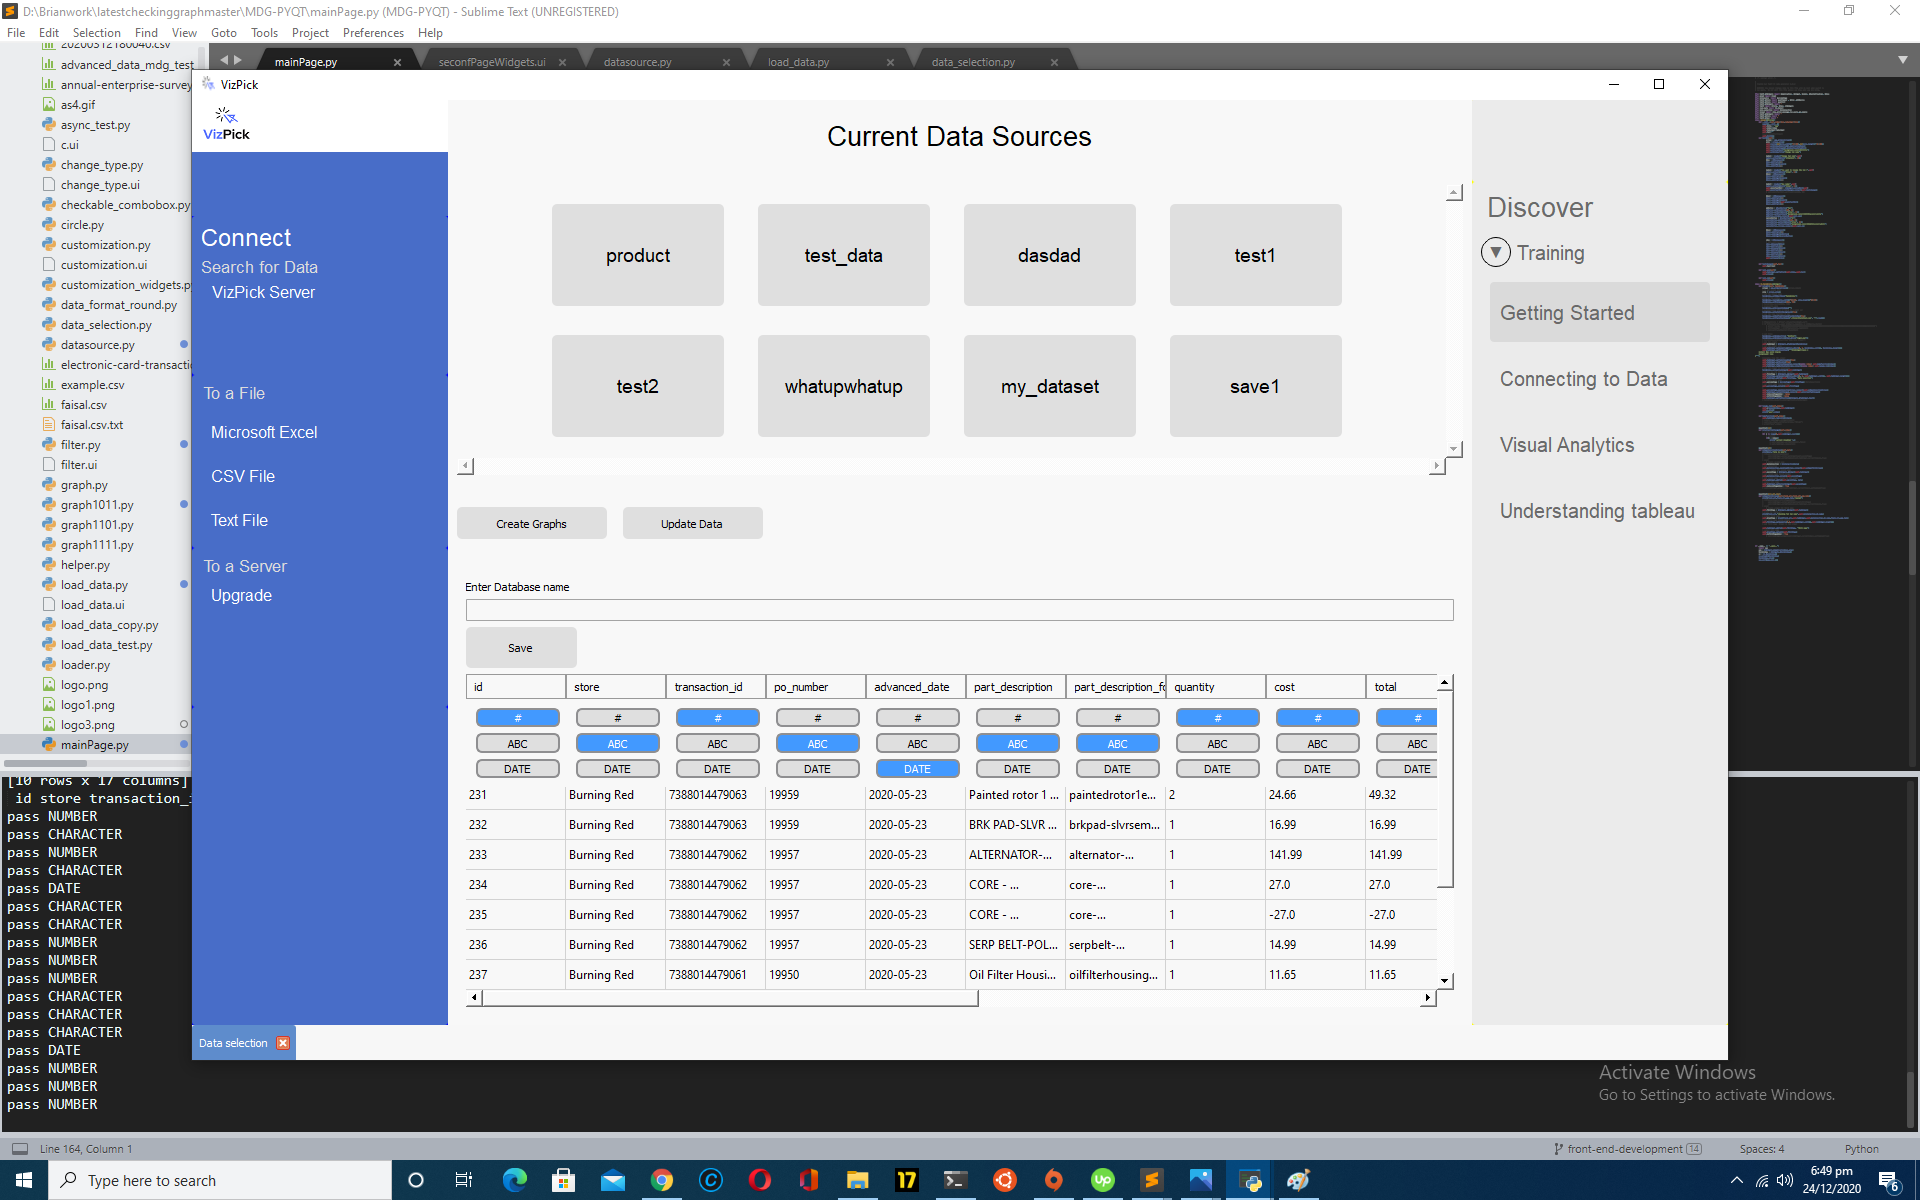 D:\Brianwork\latestcheckinggraphmaster\MDG-PYQT\mainPage.py (MDG-PYQT) - Sublime Text (UNREGISTERED)
File Edit Selection Find View Goto Tools Project Preferences Help
20200312180040.csv
advanced_data_mdg_test
annual-enterprise-survey
as4.gif
async_test.py
c.ui
change_type.py
change_type.ui
checkable_combobox.py
circle.py
customization.py
customization.ui
customization_widgets.p
data_format_round.py
data_selection.py
datasource.py
electronic-card-transactio
example.csv
faisal.csv
faisal.csv.txt
filter.py
filter.ui
graph.py
graph1011.py
graph1101.py
graph1111.py
helper.py
load_data.py
load_data.ui
load_data_copy.py
load_data_test.py
loader.py
logo.png
logo1.png
logo3.png
mainPage.py
mainPage.py seconfPageWidgets.ui datasource.py load_data.py data_selection.py
VizPick
VizPick
Connect
Search for Data
VizPick Server
To a File
Microsoft Excel
CSV File
Text File
To a Server
Upgrade
Data selection
Current Data Sources
product test_data dasdad test1
test2 whatupwhatup my_dataset save1
Create Graphs Update Data
Enter Database name
Save
id store transaction_id po_number advanced_date part_description part_description_fo quantity cost total
# # # # # # # # # #
ABC ABC ABC ABC ABC ABC ABC ABC ABC ABC
DATE DATE DATE DATE DATE DATE DATE DATE DATE DATE
231 Burning Red 7388014479063 19959 2020-05-23 Painted rotor 1 ... paintedrotor1e... 2 24.66 49.32
232 Burning Red 7388014479063 19959 2020-05-23 BRK PAD-SLVR ... brkpad-slvrsem... 1 16.99 16.99
233 Burning Red 7388014479062 19957 2020-05-23 ALTERNATOR-... alternator-... 1 141.99 141.99
234 Burning Red 7388014479062 19957 2020-05-23 CORE - ... core-... 1 27.0 27.0
235 Burning Red 7388014479062 19957 2020-05-23 CORE - ... core-... 1 -27.0 -27.0
236 Burning Red 7388014479062 19957 2020-05-23 SERP BELT-POL... serpbelt-... 1 14.99 14.99
237 Burning Red 7388014479061 19950 2020-05-23 Oil Filter Housi... oilfilterhousing... 1 11.65 11.65
Discover
Training
Getting Started
Connecting to Data
Visual Analytics
Understanding tableau
[10 rows x 17 columns]
id store transaction_i
pass NUMBER
pass CHARACTER
pass NUMBER
pass CHARACTER
pass DATE
pass CHARACTER
pass CHARACTER
pass NUMBER
pass NUMBER
pass NUMBER
pass CHARACTER
pass CHARACTER
pass CHARACTER
pass DATE
pass NUMBER
pass NUMBER
pass NUMBER
Activate Windows
Go to Settings to activate Windows.
Line 164, Column 1 front-end-development 14 Spaces: 4 Python
Type here to search
17
Up
6:49 pm
24/12/2020
6